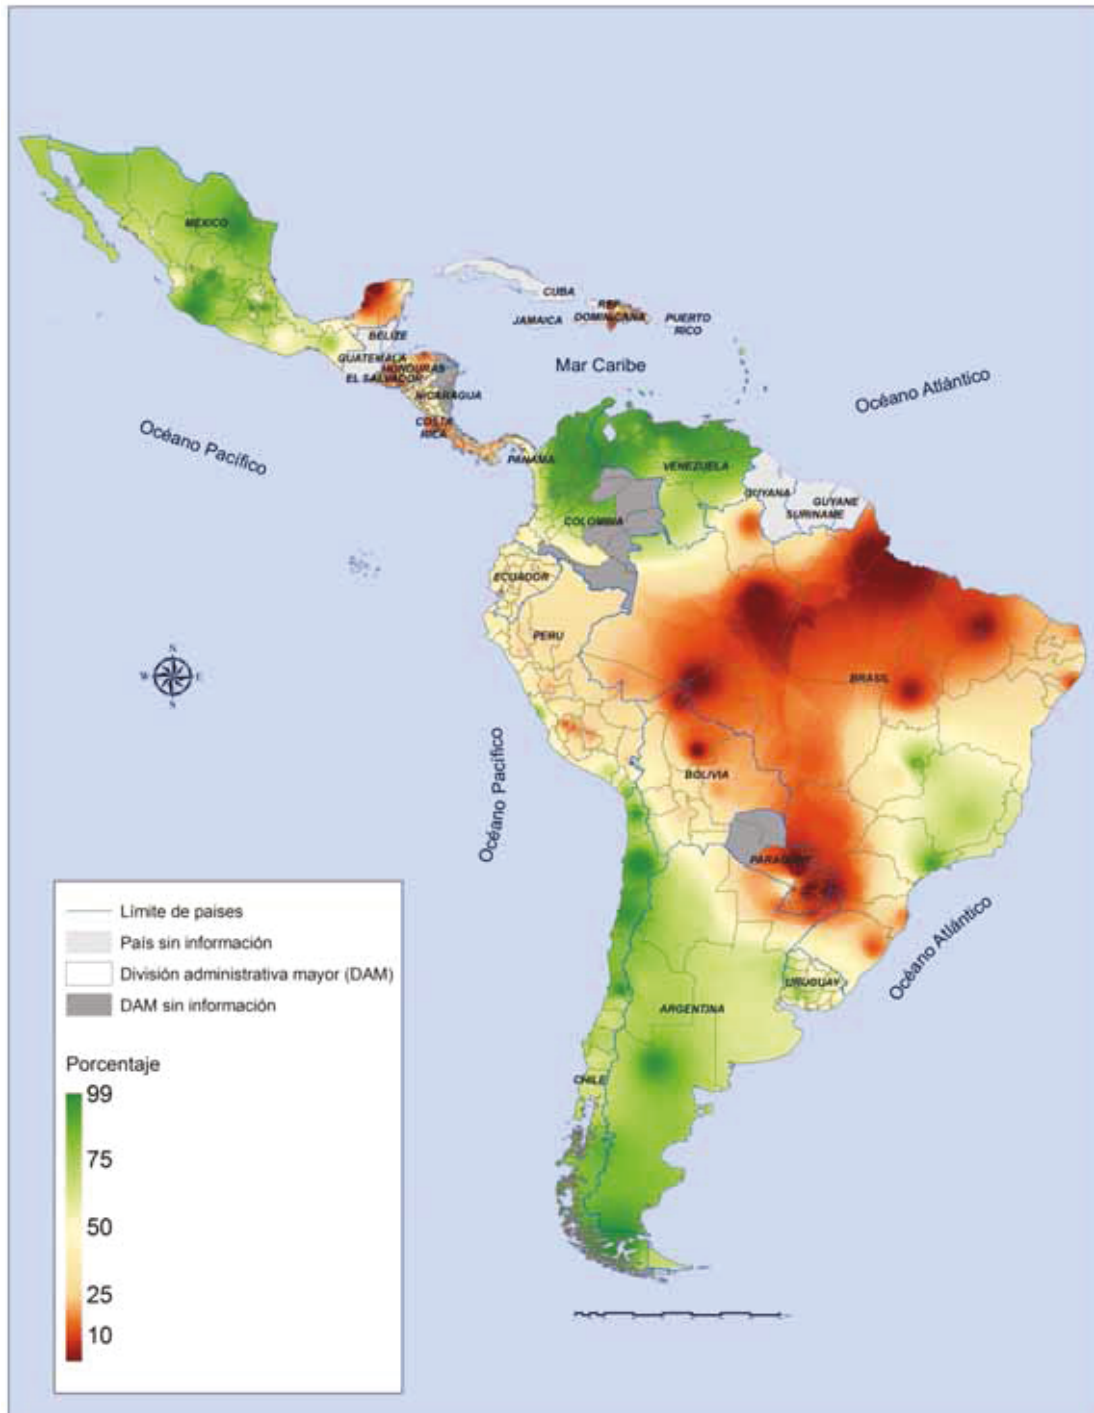 MÉXICO
CUBA
JAMAICA
REP.
DOMINICANA
PUERTO
RICO
BELIZE
GUATEMALA
HONDURAS
EL SALVADOR
NICARAGUA
COSTA
RICA
PANAMA
Mar Caribe
Océano Atlántico
Océano Pacífico
VENEZUELA
GUYANA
GUYANE
SURINAME
COLOMBIA
ECUADOR
PERU
BRASIL
BOLIVIA
PARAGUAY
N
W
E
S
Océano Pacífico
Océano Atlántico
URUGUAY
ARGENTINA
CHILE
Límite de paises
País sin información
División administrativa mayor (DAM)
DAM sin información
Porcentaje
99
75
50
25
10